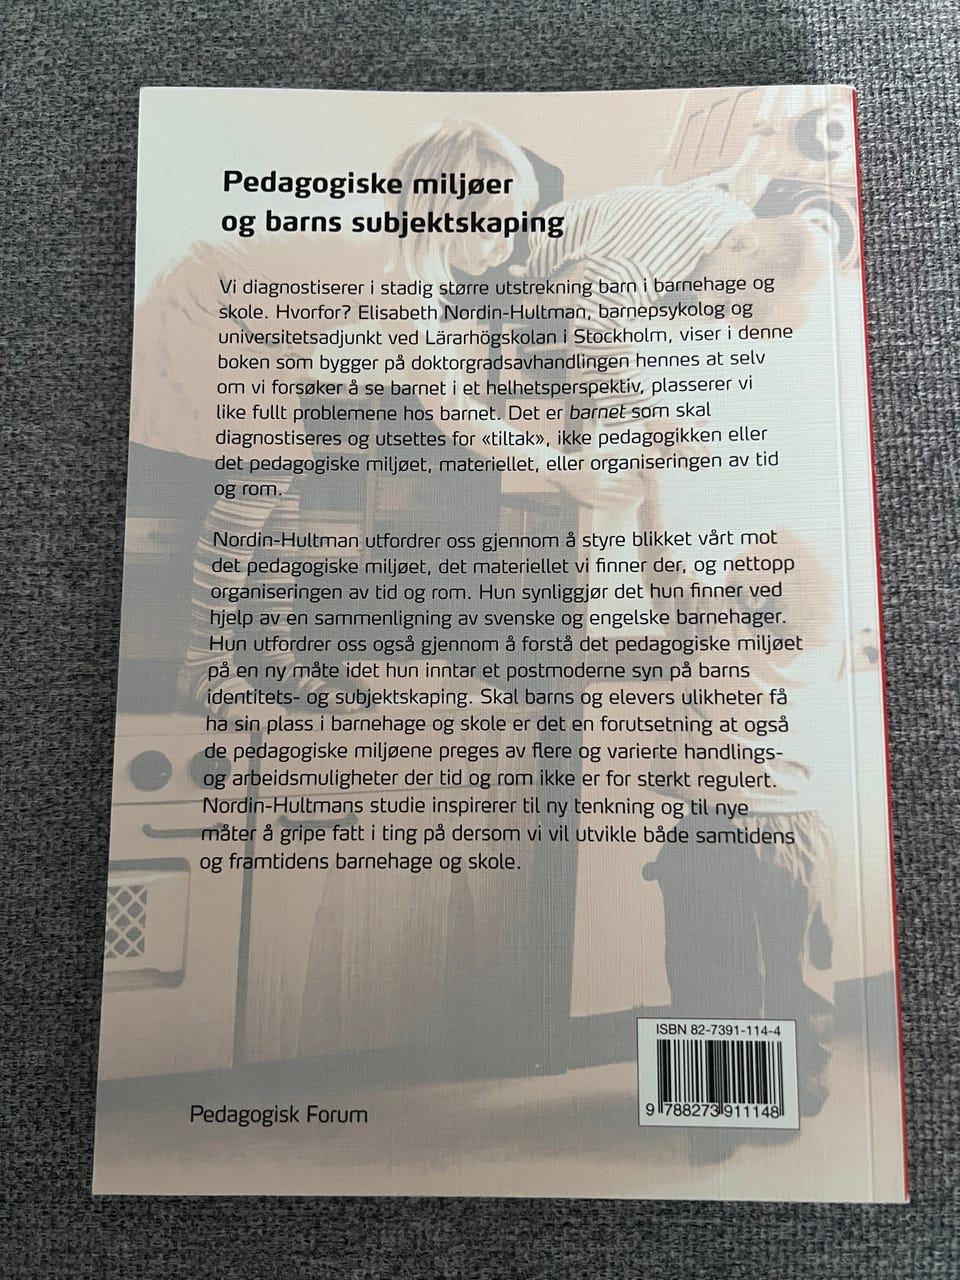 Pedagogiske miljøer
og barns subjektskaping
Vi diagnostiserer i stadig større utstrekning barn i barnehage og
skole. Hvorfor? Elisabeth Nordin-Hultman, barnepsykolog og
universitetsadjunkt ved Lärarhögskolan i Stockholm, viser i denne
boken som bygger på doktorgradsavhandlingen hennes at selv
om vi forsøker å se barnet i et helhetsperspektiv, plasserer vi
like fullt problemene hos barnet. Det er barnet som skal
diagnostiseres og utsettes for «tiltak», ikke pedagogikken eller
det pedagogiske miljøet, materiellet, eller organiseringen av tid
og rom.
Nordin-Hultman utfordrer oss gjennom å styre blikket vårt mot
det pedagogiske miljøet, det materiellet vi finner der, og nettopp
organiseringen av tid og rom. Hun synliggjør det hun finner ved
hjelp av en sammenligning av svenske og engelske barnehager.
Hun utfordrer oss også gjennom å forstå det pedagogiske miljøet
på en ny måte idet hun inntar et postmoderne syn på barns
identitets- og subjektskaping. Skal barns og elevers ulikheter få
ha sin plass i barnehage og skole er det en forutsetning at også
de pedagogiske miljøene preges av flere og varierte handlings-
og arbeidsmuligheter der tid og rom ikke er for sterkt regulert.
Nordin-Hultmans studie inspirerer til ny tenkning og til nye
måter å gripe fatt i ting på dersom vi vil utvikle både samtidens
og framtidens barnehage og skole.
ISBN 82-7391-114-4
9 788273 911148
Pedagogisk Forum